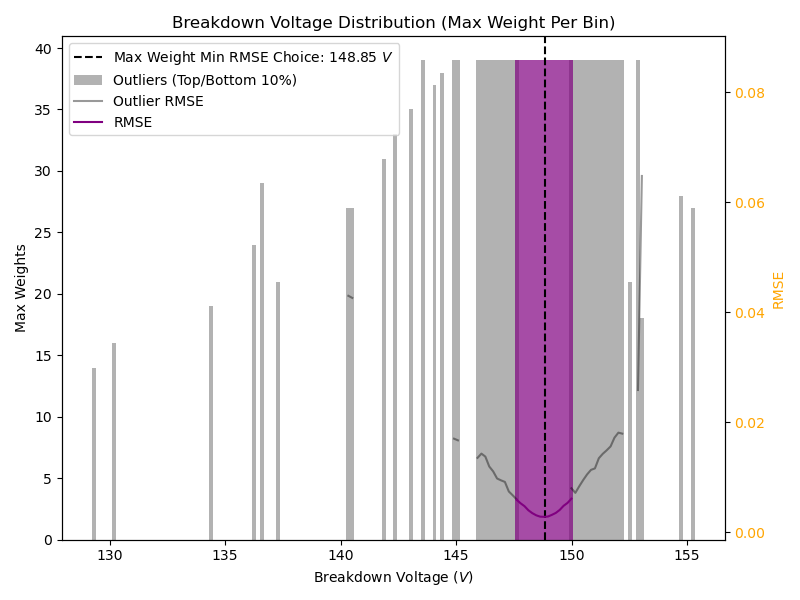 Breakdown Voltage Distribution (Max Weight Per Bin)
Max Weight Min RMSE Choice: 148.85 V
Outliers (Top/Bottom 10%)
Outlier RMSE
RMSE
Max Weights
40
35
30
25
20
15
10
5
0
0.08
0.06
0.04
0.02
0.00
RMSE
130 135 140 145 150 155
Breakdown Voltage (V)